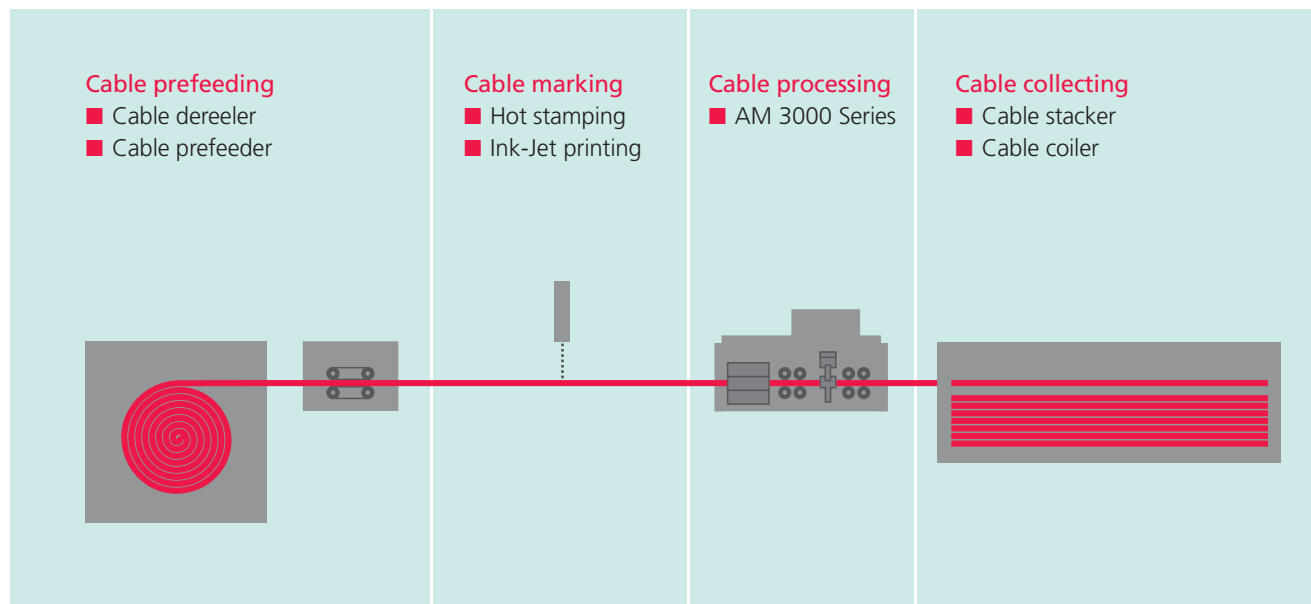 Cable prefeeding
Cable dereeler
Cable prefeeder
Cable marking
Hot stamping
Ink-Jet printing
Cable processing
AM 3000 Series
Cable collecting
Cable stacker
Cable coiler